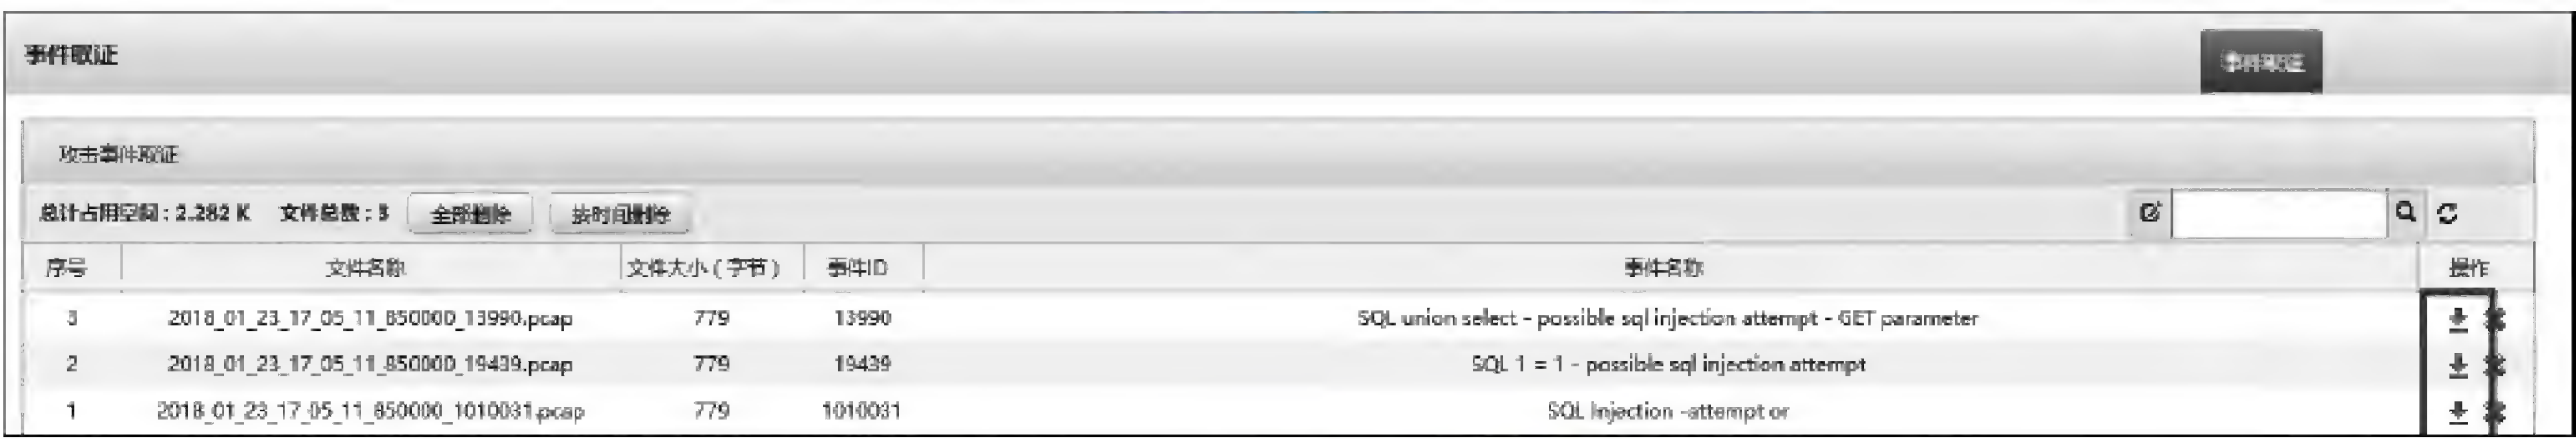 事件取证
事件取证
攻击事件取证
总计占用空间：2.282 K 文件总数：3 全部删除 按时间删除
序号 文件名称 文件大小（字节） 事件ID 事件名称 操作
3 2018_01_23_17_05_11_850000_13990.pcap 779 13990 SQL union select - possible sql injection attempt - GET parameter
2 2018_01_23_17_05_11_850000_19439.pcap 779 19439 SQL 1 = 1 - possible sql injection attempt
1 2018_01_23_17_05_11_850000_1010031.pcap 779 1010031 SQL Injection -attempt or